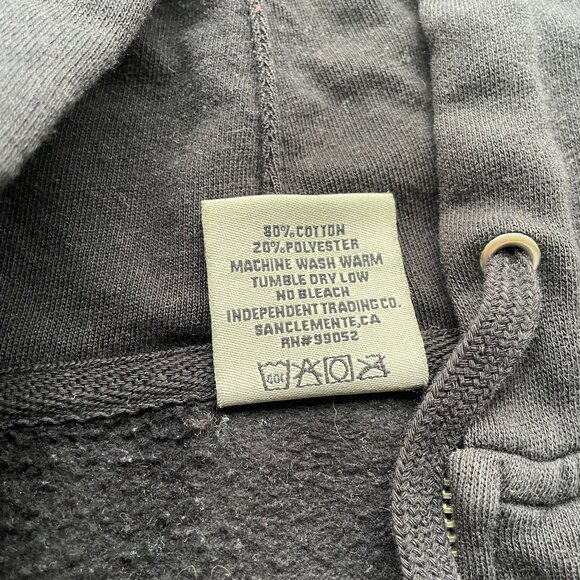 80% COTTON
20% POLYESTER
MACHINE WASH WARM
TUMBLE DRY LOW
NO BLEACH
INDEPENDENT TRADING CO.
SANCLEMENTE, CA
RN#99052